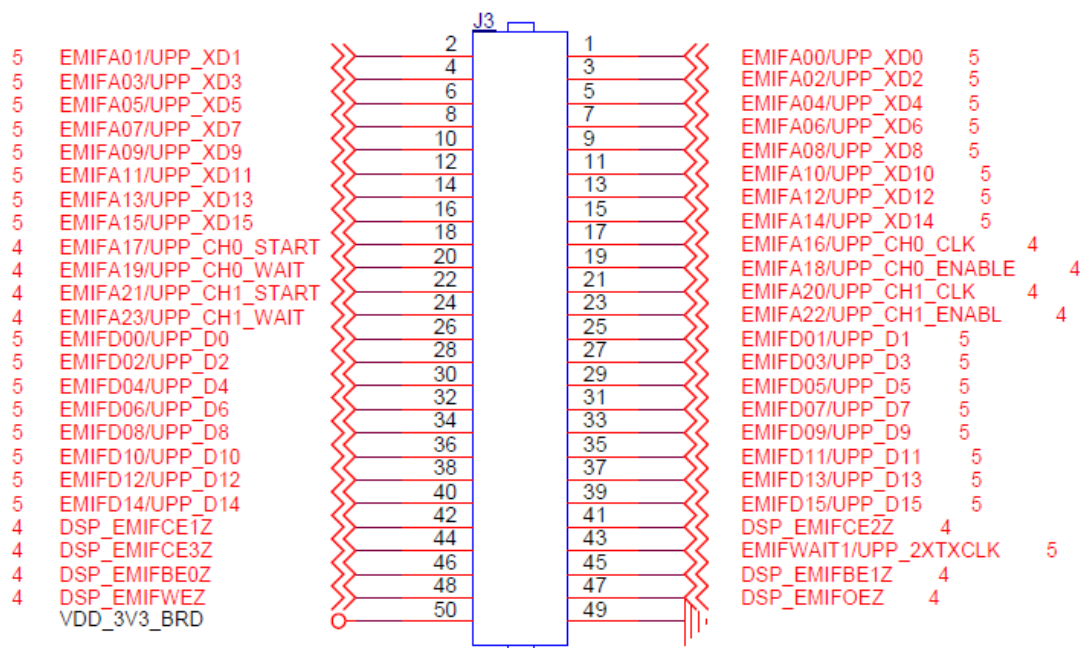 J3
5 EMIFA01/UPP_XD1 2 1 EMIFA00/UPP_XD0 5
5 EMIFA03/UPP_XD3 4 3 EMIFA02/UPP_XD2 5
5 EMIFA05/UPP_XD5 6 5 EMIFA04/UPP_XD4 5
5 EMIFA07/UPP_XD7 8 7 EMIFA06/UPP_XD6 5
5 EMIFA09/UPP_XD9 10 9 EMIFA08/UPP_XD8 5
5 EMIFA11/UPP_XD11 12 11 EMIFA10/UPP_XD10 5
5 EMIFA13/UPP_XD13 14 13 EMIFA12/UPP_XD12 5
5 EMIFA15/UPP_XD15 16 15 EMIFA14/UPP_XD14 5
4 EMIFA17/UPP_CH0_START 18 17 EMIFA16/UPP_CH0_CLK 4
4 EMIFA19/UPP_CH0_WAIT 20 19 EMIFA18/UPP_CH0_ENABLE 4
4 EMIFA21/UPP_CH1_START 22 21 EMIFA20/UPP_CH1_CLK 4
4 EMIFA23/UPP_CH1_WAIT 24 23 EMIFA22/UPP_CH1_ENABL 4
5 EMIFD00/UPP_D0 26 25 EMIFD01/UPP_D1 5
5 EMIFD02/UPP_D2 28 27 EMIFD03/UPP_D3 5
5 EMIFD04/UPP_D4 30 29 EMIFD05/UPP_D5 5
5 EMIFD06/UPP_D6 32 31 EMIFD07/UPP_D7 5
5 EMIFD08/UPP_D8 34 33 EMIFD09/UPP_D9 5
5 EMIFD10/UPP_D10 36 35 EMIFD11/UPP_D11 5
5 EMIFD12/UPP_D12 38 37 EMIFD13/UPP_D13 5
5 EMIFD14/UPP_D14 40 39 EMIFD15/UPP_D15 5
4 DSP_EMIFCE1Z 42 41 DSP_EMIFCE2Z 4
4 DSP_EMIFCE3Z 44 43 EMIFWAIT1/UPP_2XTXCLK 5
4 DSP_EMIFBE0Z 46 45 DSP_EMIFBE1Z 4
4 DSP_EMIFWEZ 48 47 DSP_EMIFOEZ 4
VDD_3V3_BRD 50 49